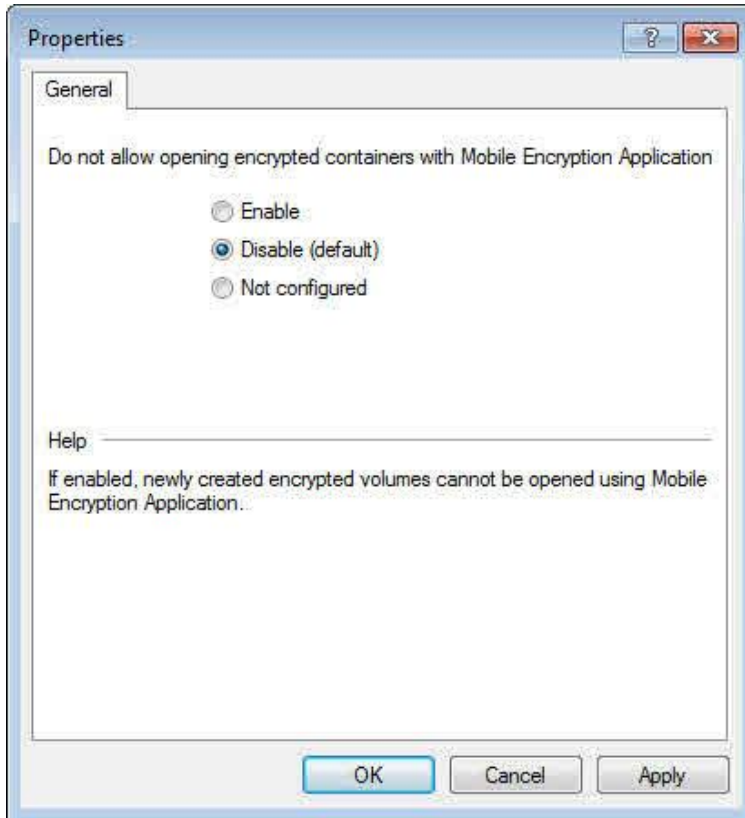 Properties
?
General
Do not allow opening encrypted containers with Mobile Encryption Application
Enable
Disable (default)
Not configured
Help
If enabled, newly created encrypted volumes cannot be opened using Mobile
Encryption Application.
OK Cancel Apply